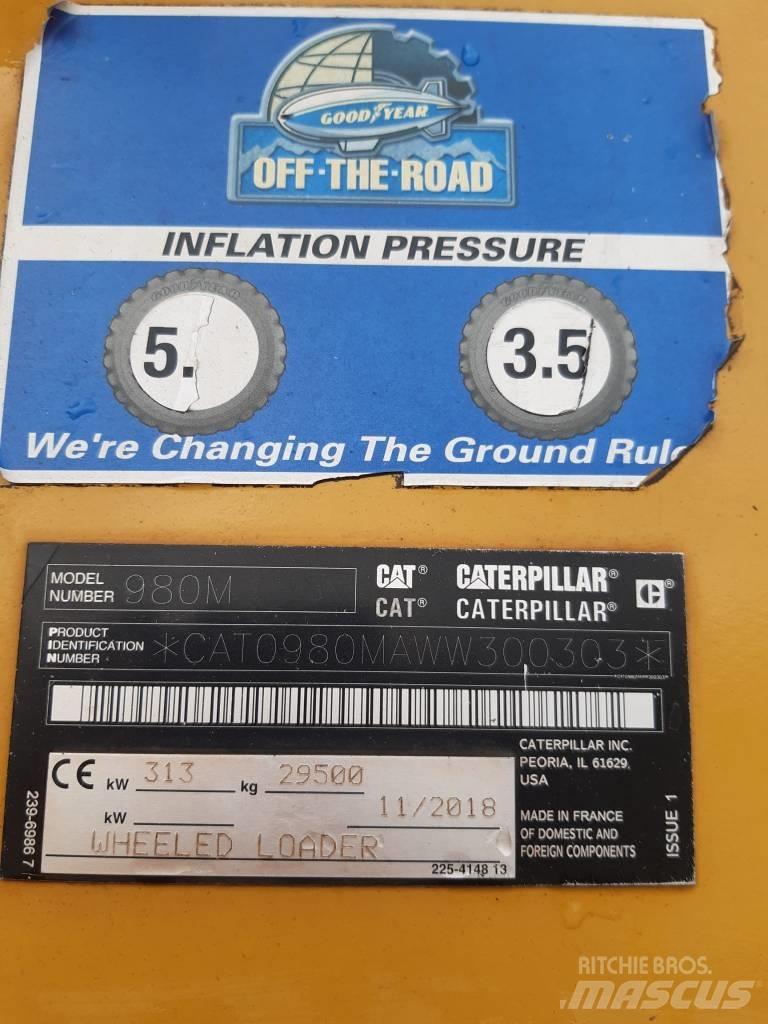 GOODYEAR
OFF-THE-ROAD
INFLATION PRESSURE
GOODYEAR GOODYEAR
5. 3.5
We're Changing The Ground Rule
MODEL NUMBER 980M
CAT® CATERPILLAR®
CAT® CATERPILLAR®
C®
PRODUCT IDENTIFICATION NUMBER *CAT0980MAWW300303*
CE kW 313 kg 29500
kW 11/2018
WHEELED LOADER
225-4148 13
239-6986 7
CATERPILLAR INC.
PEORIA, IL 61629,
USA
MADE IN FRANCE
OF DOMESTIC AND
FOREIGN COMPONENTS
ISSUE 1
RITCHIE BROS.
MASCUS